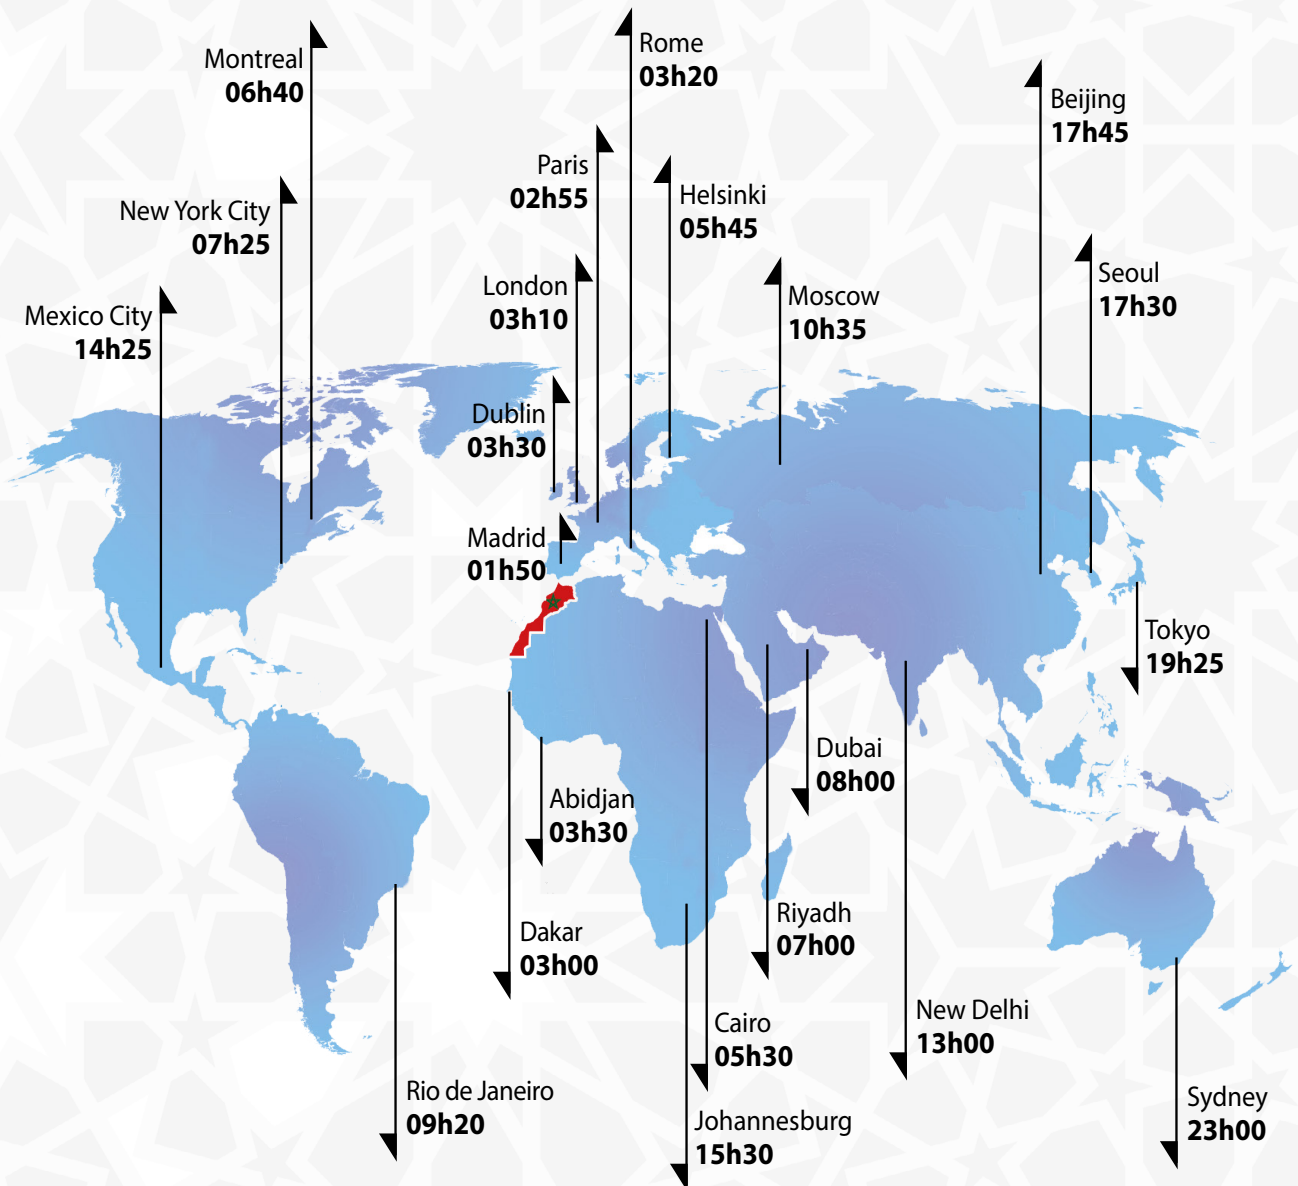 Montreal
06h40
Rome
03h20
Beijing
17h45
Paris
02h55
Helsinki
05h45
New York City
07h25
London
03h10
Seoul
17h30
Moscow
10h35
Mexico City
14h25
Dublin
03h30
Madrid
01h50
Tokyo
19h25
Dubai
08h00
Abidjan
03h30
Riyadh
07h00
Dakar
03h00
New Delhi
13h00
Cairo
05h30
Rio de Janeiro
09h20
Sydney
23h00
Johannesburg
15h30